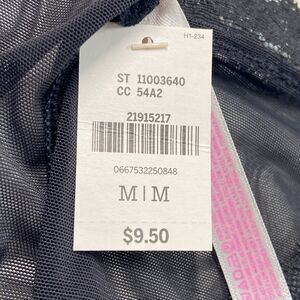 H1-234
ST 11003640
CC 54A2
21915217
0667532250848
M | M
$9.50